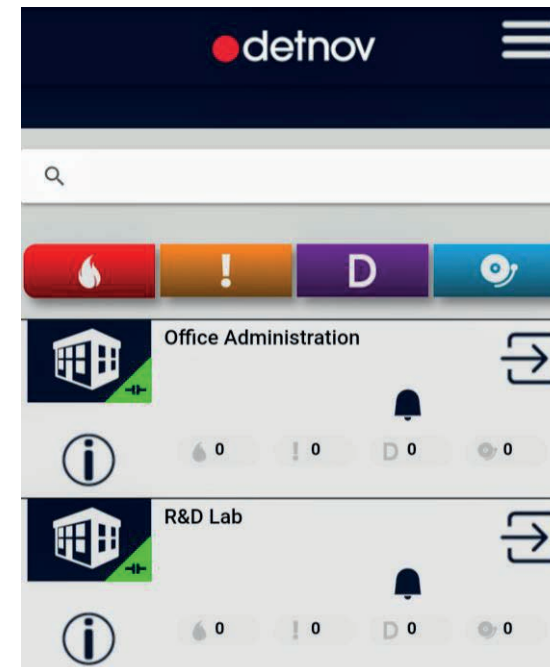 detnov
! D
Office Administration
0 ! 0 D 0 0
R&D Lab
0 ! 0 D 0 0